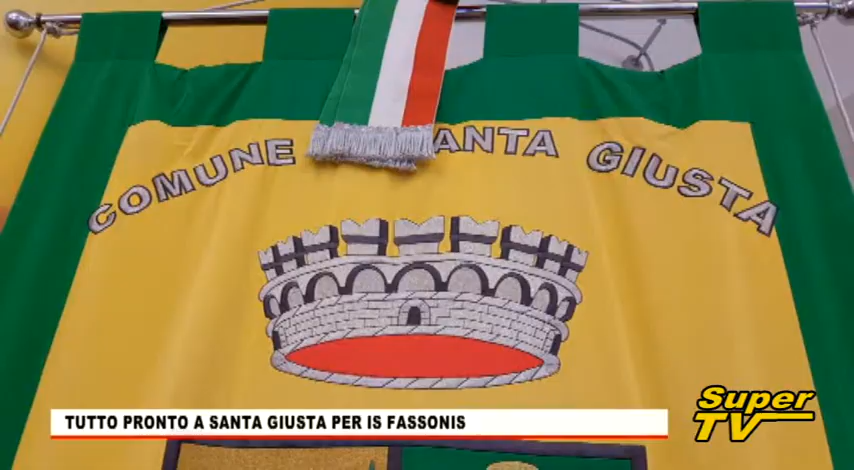 COMUNE ANTA GIUSTA
TUTTO PRONTO A SANTA GIUSTA PER IS FASSONIS
Super
TV